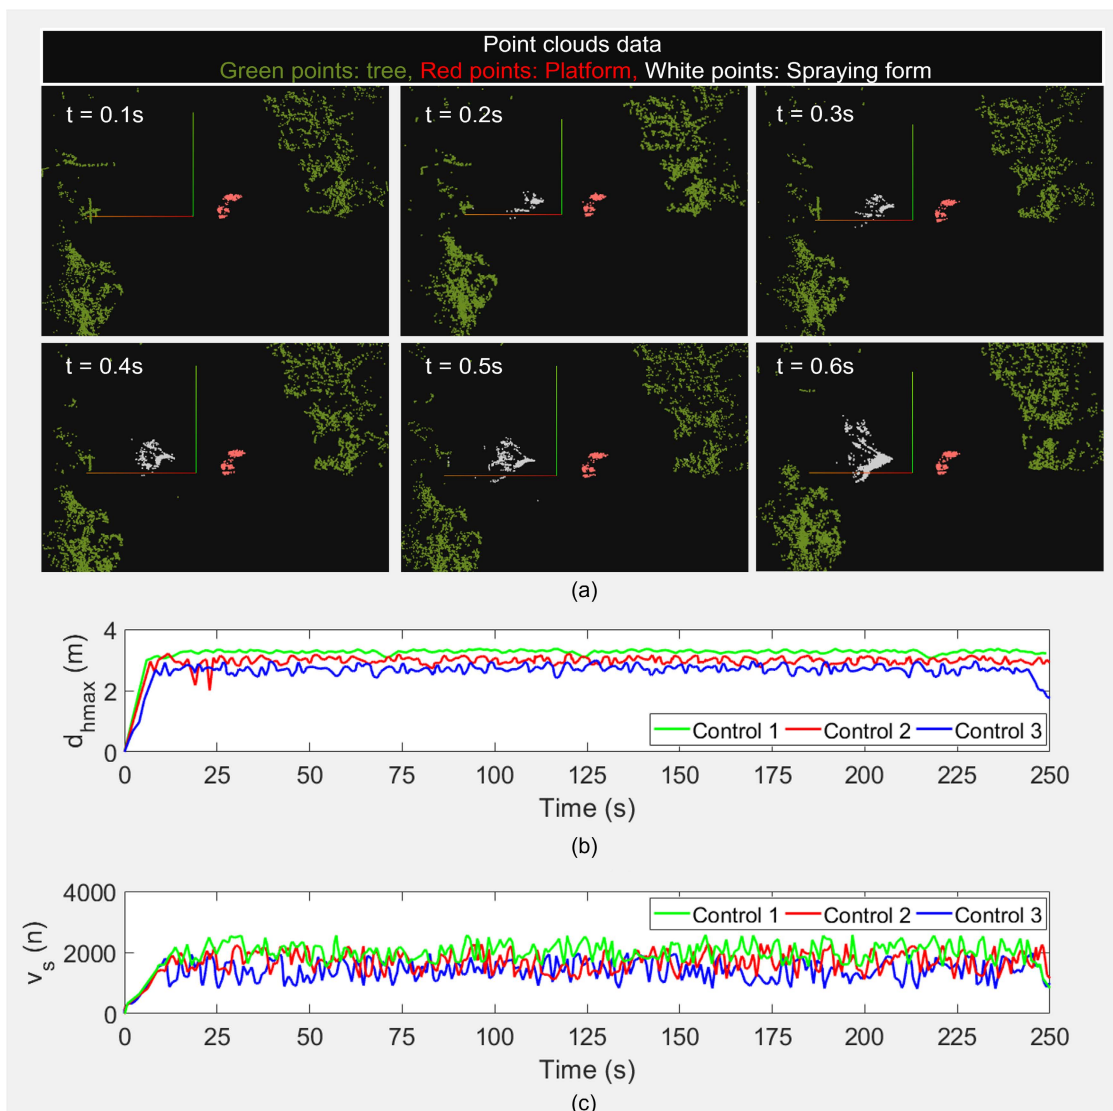 Point clouds data
Green points: tree, Red points: Platform, White points: Spraying form
t = 0.1s
t = 0.2s
t = 0.3s
t = 0.4s
t = 0.5s
t = 0.6s
(a)
d_hmax (m)
4
2
0
Control 1 Control 2 Control 3
0 25 50 75 100 125 150 175 200 225 250
Time (s)
(b)
v_s (n)
4000
2000
0
Control 1 Control 2 Control 3
0 25 50 75 100 125 150 175 200 225 250
Time (s)
(c)